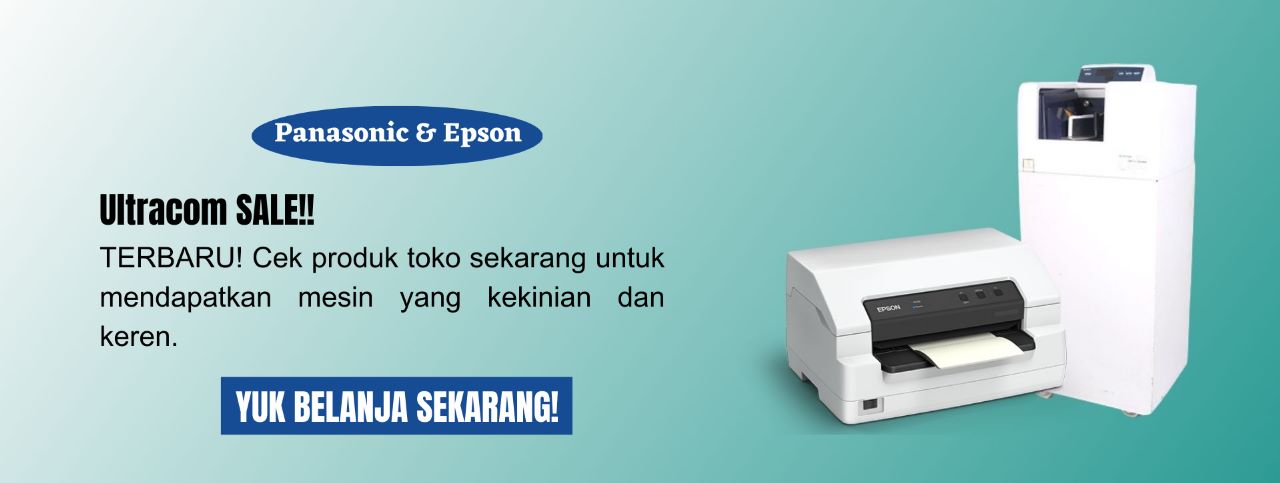 Panasonic & Epson
Ultracom SALE!!
TERBARU! Cek produk toko sekarang untuk
mendapatkan mesin yang kekinian dan
keren.
YUK BELANJA SEKARANG!
EPSON